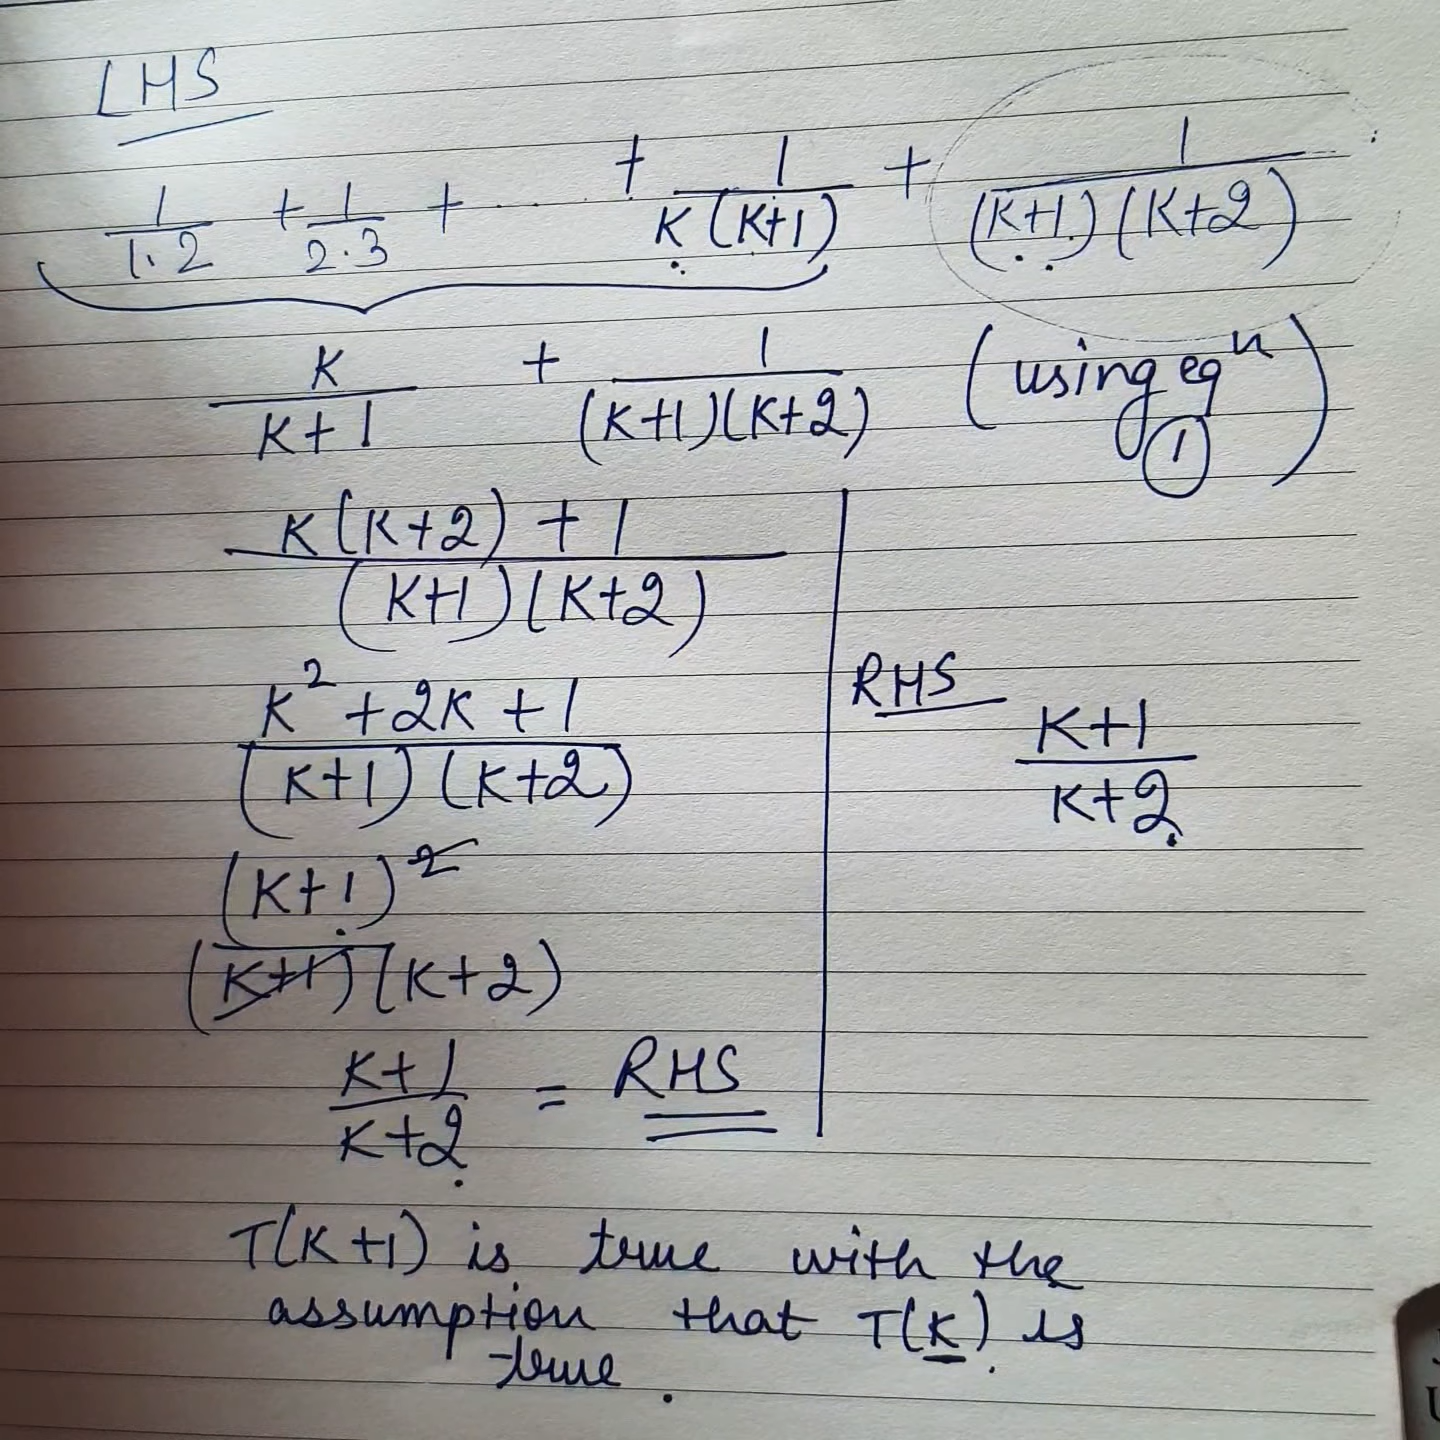 LHS
1/(1·2) + 1/(2·3) + ...... + 1/(K(K+1)) + 1/((K+1)(K+2))
K/(K+1) + 1/((K+1)(K+2)) (using eqⁿ ①)
(K(K+2) + 1)/((K+1)(K+2))
(K² + 2K + 1)/((K+1)(K+2))
RHS
(K+1)/(K+2)
(K+1)²/((K+1)(K+2))
(K+1)/(K+2) = RHS
T(K+1) is true with the
assumption that T(K) is
true.